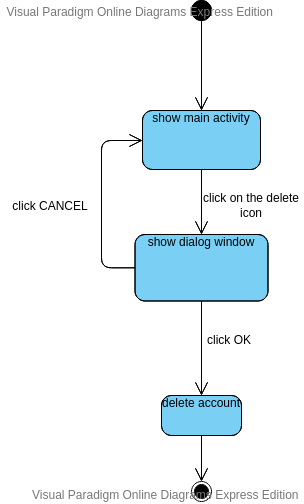 Visual Paradigm Online Diagrams Express Edition
show main activity
click on the delete
icon
click CANCEL
show dialog window
click OK
delete account
Visual Paradigm Online Diagrams Express Edition